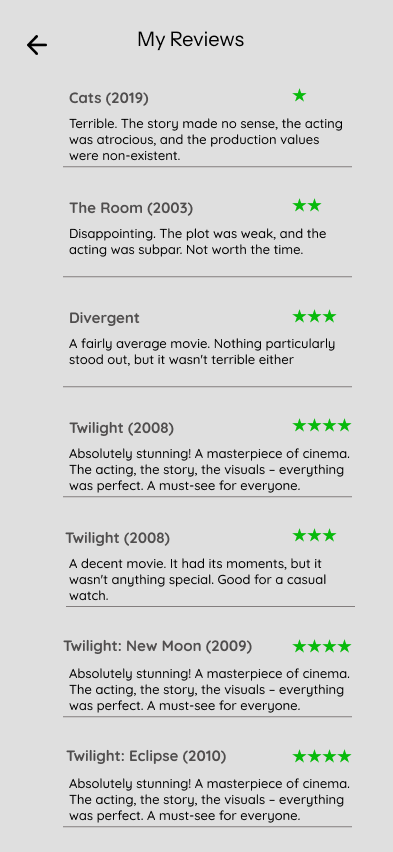 My Reviews
Cats (2019)
Terrible. The story made no sense, the acting
was atrocious, and the production values
were non-existent.
The Room (2003)
Disappointing. The plot was weak, and the
acting was subpar. Not worth the time.
Divergent
A fairly average movie. Nothing particularly
stood out, but it wasn't terrible either
Twilight (2008)
Absolutely stunning! A masterpiece of cinema.
The acting, the story, the visuals – everything
was perfect. A must-see for everyone.
Twilight (2008)
A decent movie. It had its moments, but it
wasn't anything special. Good for a casual
watch.
Twilight: New Moon (2009)
Absolutely stunning! A masterpiece of cinema.
The acting, the story, the visuals – everything
was perfect. A must-see for everyone.
Twilight: Eclipse (2010)
Absolutely stunning! A masterpiece of cinema.
The acting, the story, the visuals – everything
was perfect. A must-see for everyone.